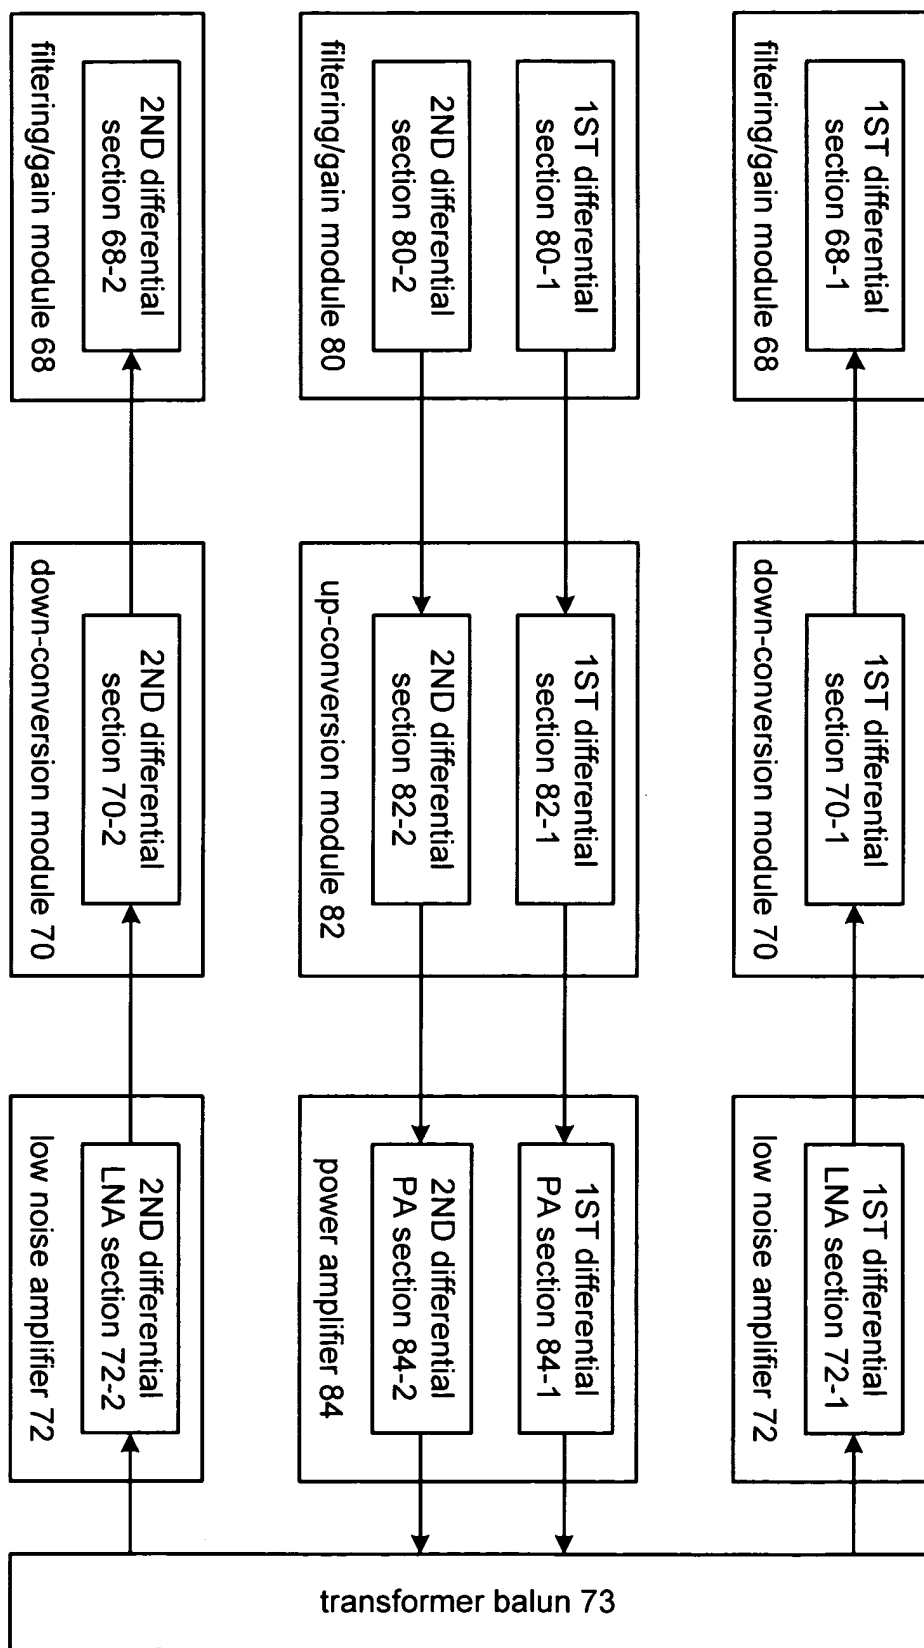 1ST differential
section 68-1
filtering/gain module 68
1ST differential
section 70-1
down-conversion module 70
1ST differential
LNA section 72-1
low noise amplifier 72
1ST differential
section 80-1
2ND differential
section 80-2
filtering/gain module 80
1ST differential
section 82-1
2ND differential
section 82-2
up-conversion module 82
1ST differential
PA section 84-1
2ND differential
PA section 84-2
power amplifier 84
2ND differential
section 68-2
filtering/gain module 68
2ND differential
section 70-2
down-conversion module 70
2ND differential
LNA section 72-2
low noise amplifier 72
transformer balun 73